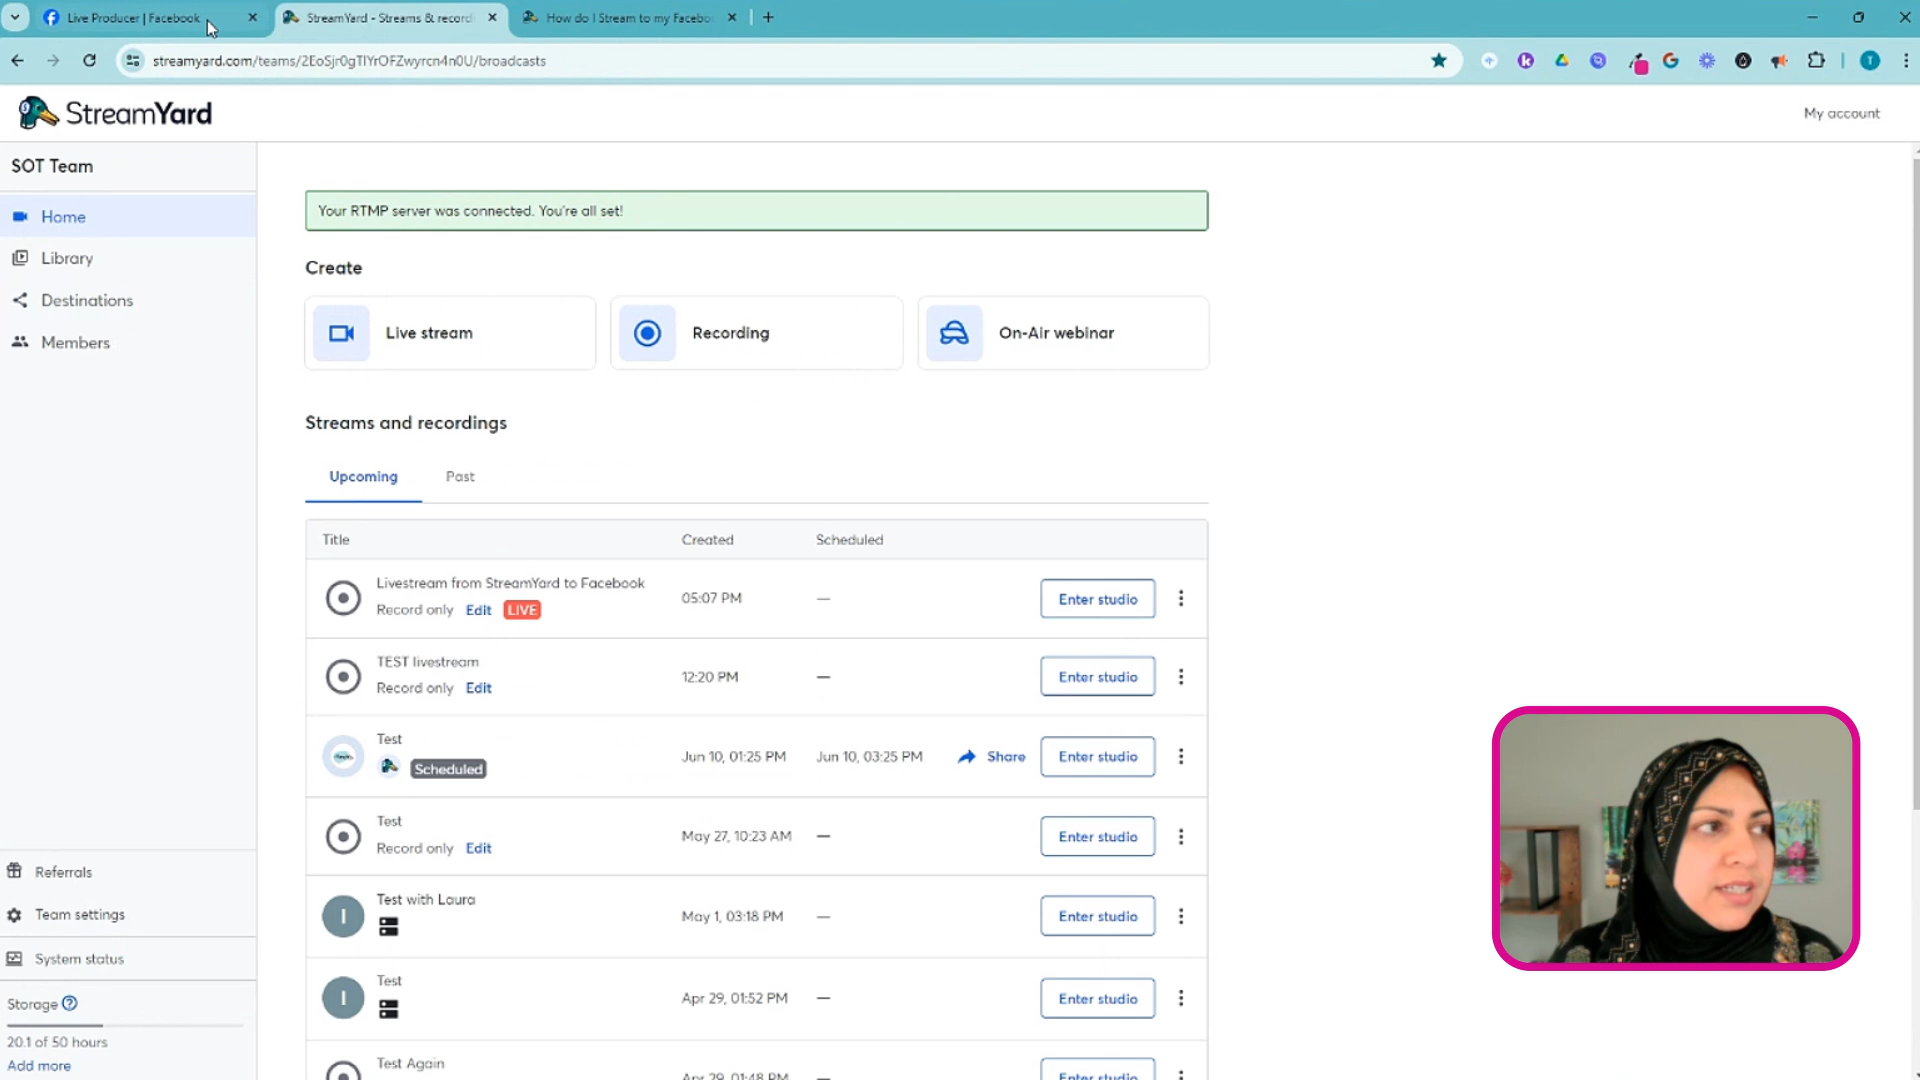 Live Producer | Facebook
StreamYard - Streams & record
How do I Stream to my Facebo
streamyard.com/teams/2EoSjr0gTlYrOFZwyrcn4n0U/broadcasts
StreamYard
My account
SOT Team
Home
Library
Destinations
Members
Your RTMP server was connected. You're all set!
Create
Live stream
Recording
On-Air webinar
Streams and recordings
Upcoming
Past
Title
Created
Scheduled
Livestream from StreamYard to Facebook
Record only Edit LIVE
05:07 PM
—
Enter studio
TEST livestream
Record only Edit
12:20 PM
—
Enter studio
Test
Scheduled
Jun 10, 01:25 PM
Jun 10, 03:25 PM
Share
Enter studio
Test
Record only Edit
May 27, 10:23 AM
—
Enter studio
I
Test with Laura
May 1, 03:18 PM
—
Enter studio
I
Test
Apr 29, 01:52 PM
—
Enter studio
Test Again
Apr 29, 01:48 PM
—
Enter studio
Referrals
Team settings
System status
Storage
20.1 of 50 hours
Add more